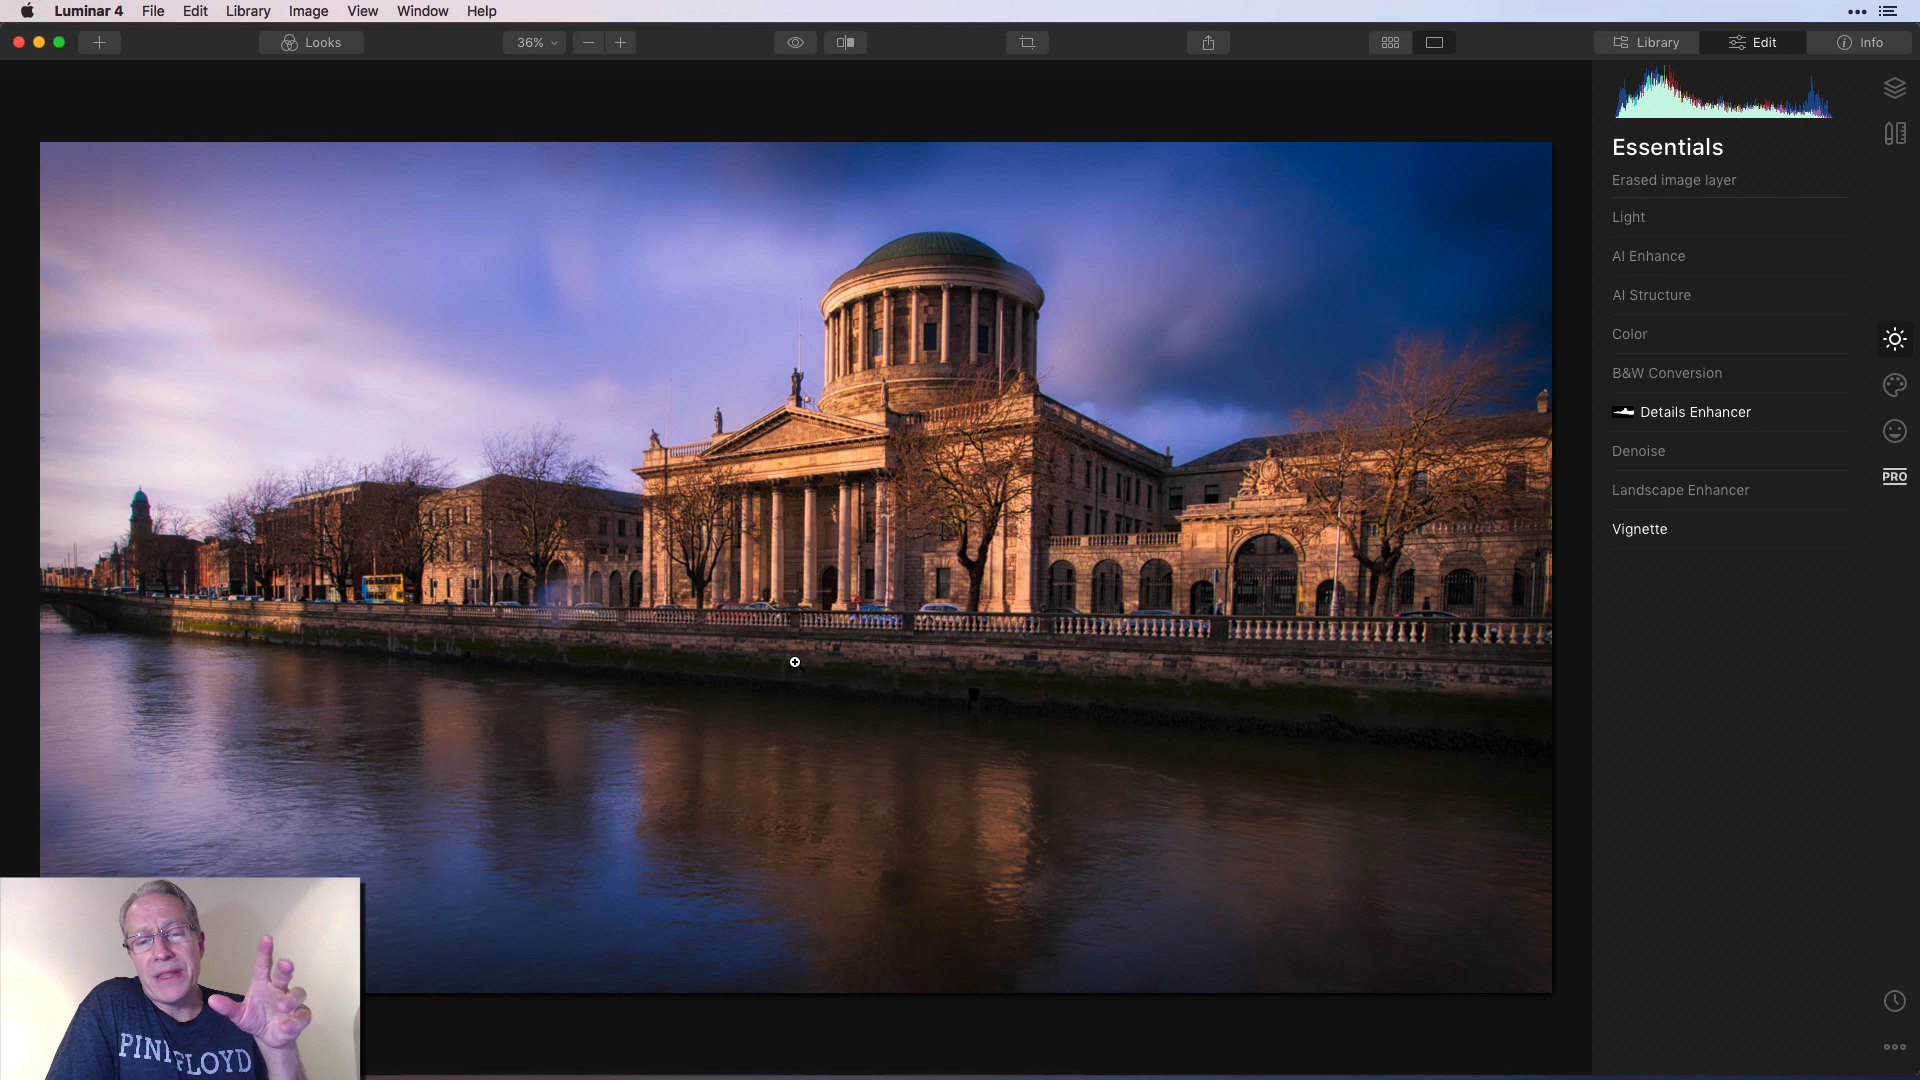 Luminar 4 File Edit Library Image View Window Help
Looks 36% Library Edit Info
Essentials
Erased image layer
Light
AI Enhance
AI Structure
Color
B&W Conversion
Details Enhancer
Denoise
Landscape Enhancer
Vignette
PRO
PINK FLOYD